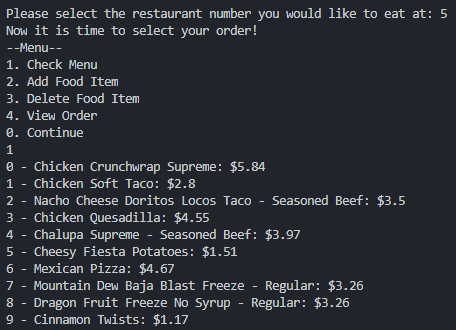 Please select the restaurant number you would like to eat at: 5
Now it is time to select your order!
--Menu--
1. Check Menu
2. Add Food Item
3. Delete Food Item
4. View Order
0. Continue
1
0 - Chicken Crunchwrap Supreme: $5.84
1 - Chicken Soft Taco: $2.8
2 - Nacho Cheese Doritos Locos Taco - Seasoned Beef: $3.5
3 - Chicken Quesadilla: $4.55
4 - Chalupa Supreme - Seasoned Beef: $3.97
5 - Cheesy Fiesta Potatoes: $1.51
6 - Mexican Pizza: $4.67
7 - Mountain Dew Baja Blast Freeze - Regular: $3.26
8 - Dragon Fruit Freeze No Syrup - Regular: $3.26
9 - Cinnamon Twists: $1.17